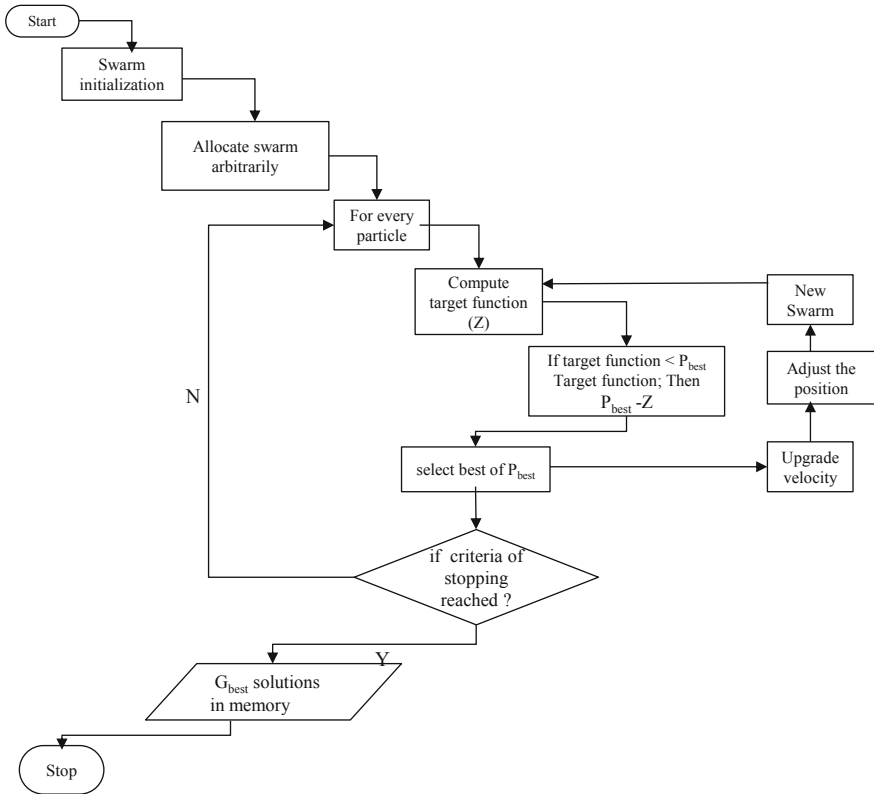 Start
Swarm
initialization
Allocate swarm
arbitrarily
For every
particle
Compute
target function
(Z)
New
Swarm
If target function < Pbest
Target function; Then
Pbest -Z
Adjust the
position
N
select best of Pbest
Upgrade
velocity
if criteria of
stopping
reached ?
Y
Gbest solutions
in memory
Stop